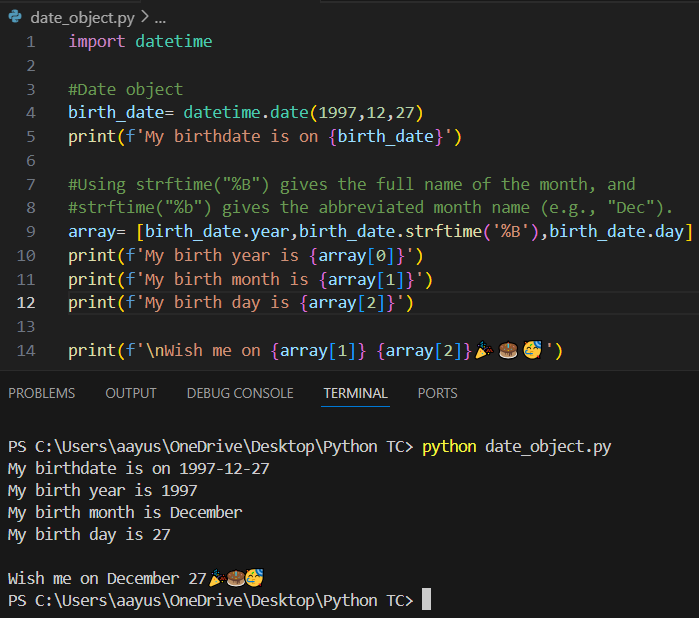 date_object.py > ...
1 import datetime
2
3 #Date object
4 birth_date= datetime.date(1997,12,27)
5 print(f'My birthdate is on {birth_date}')
6
7 #Using strftime("%B") gives the full name of the month, and
8 #strftime("%b") gives the abbreviated month name (e.g., "Dec").
9 array= [birth_date.year,birth_date.strftime('%B'),birth_date.day]
10 print(f'My birth year is {array[0]}')
11 print(f'My birth month is {array[1]}')
12 print(f'My birth day is {array[2]}')
13
14 print(f'\nWish me on {array[1]} {array[2]}🎉🎂🥳')
PROBLEMS OUTPUT DEBUG CONSOLE TERMINAL PORTS
PS C:\Users\aayus\OneDrive\Desktop\Python TC> python date_object.py
My birthdate is on 1997-12-27
My birth year is 1997
My birth month is December
My birth day is 27
Wish me on December 27🎉🎂🥳
PS C:\Users\aayus\OneDrive\Desktop\Python TC>